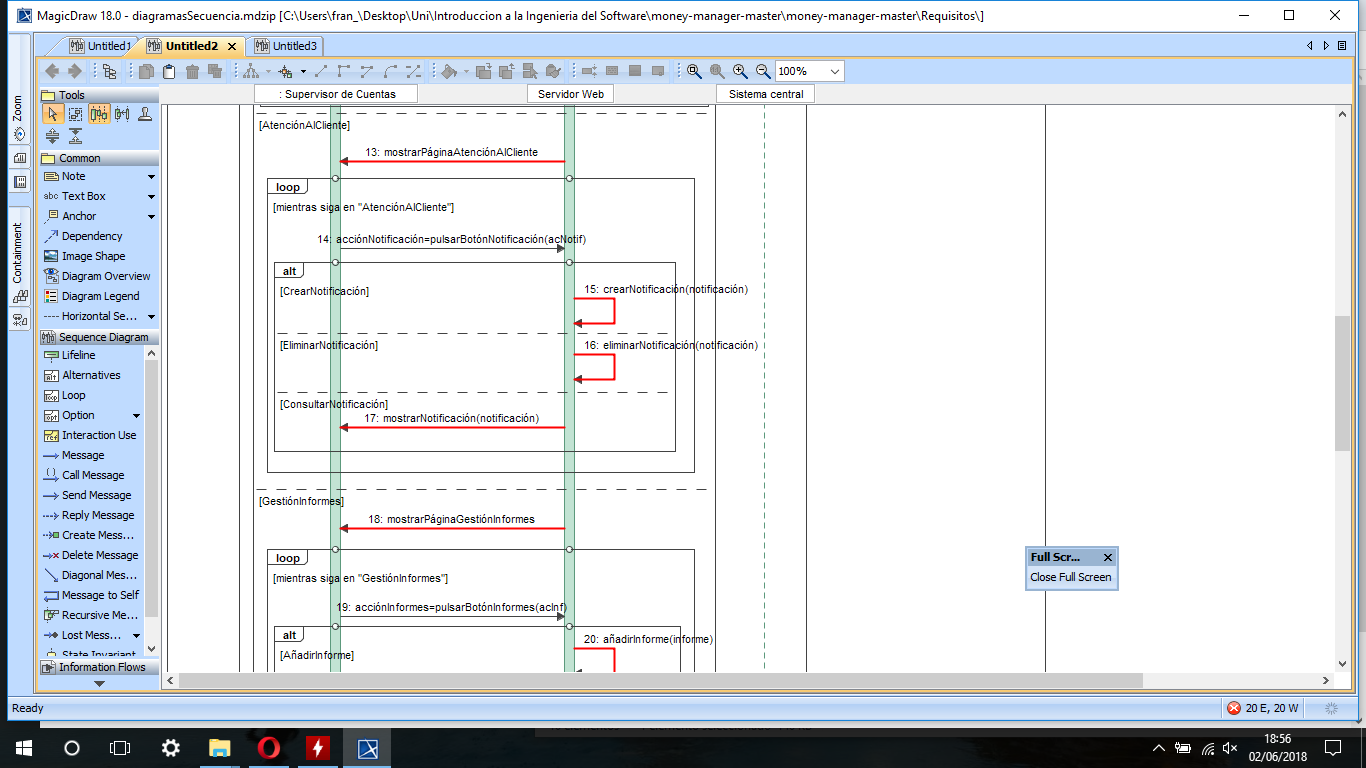 MagicDraw 18.0 - diagramasSecuencia.mdzip [C:\Users\fran_\Desktop\Uni\Introduccion a la Ingenieria del Software\money-manager-master\money-manager-master\Requisitos\]
Untitled1
Untitled2
Untitled3
100%
Zoom
Containment
Tools
Common
Note
abc Text Box
Anchor
Dependency
Image Shape
Diagram Overview
Diagram Legend
Horizontal Se...
Sequence Diagram
Lifeline
Alternatives
Loop
Option
Interaction Use
Message
Call Message
Send Message
Reply Message
Create Mess...
Delete Message
Diagonal Mes...
Message to Self
Recursive Me...
Lost Mess...
State Invariant
Information Flows
: Supervisor de Cuentas
Servidor Web
Sistema central
[AtenciónAlCliente]
13: mostrarPáginaAtenciónAlCliente
loop
[mientras siga en "AtenciónAlCliente"]
14: acciónNotificación=pulsarBotónNotificación(acNotif)
alt
[CrearNotificación]
15: crearNotificación(notificación)
[EliminarNotificación]
16: eliminarNotificación(notificación)
[ConsultarNotificación]
17: mostrarNotificación(notificación)
[GestiónInformes]
18: mostrarPáginaGestiónInformes
loop
[mientras siga en "GestiónInformes"]
19: acciónInformes=pulsarBotónInformes(acInf)
alt
20: añadirInforme(informe)
[AñadirInforme]
Full Scr...
Close Full Screen
Ready
20 E, 20 W
18:56
02/06/2018